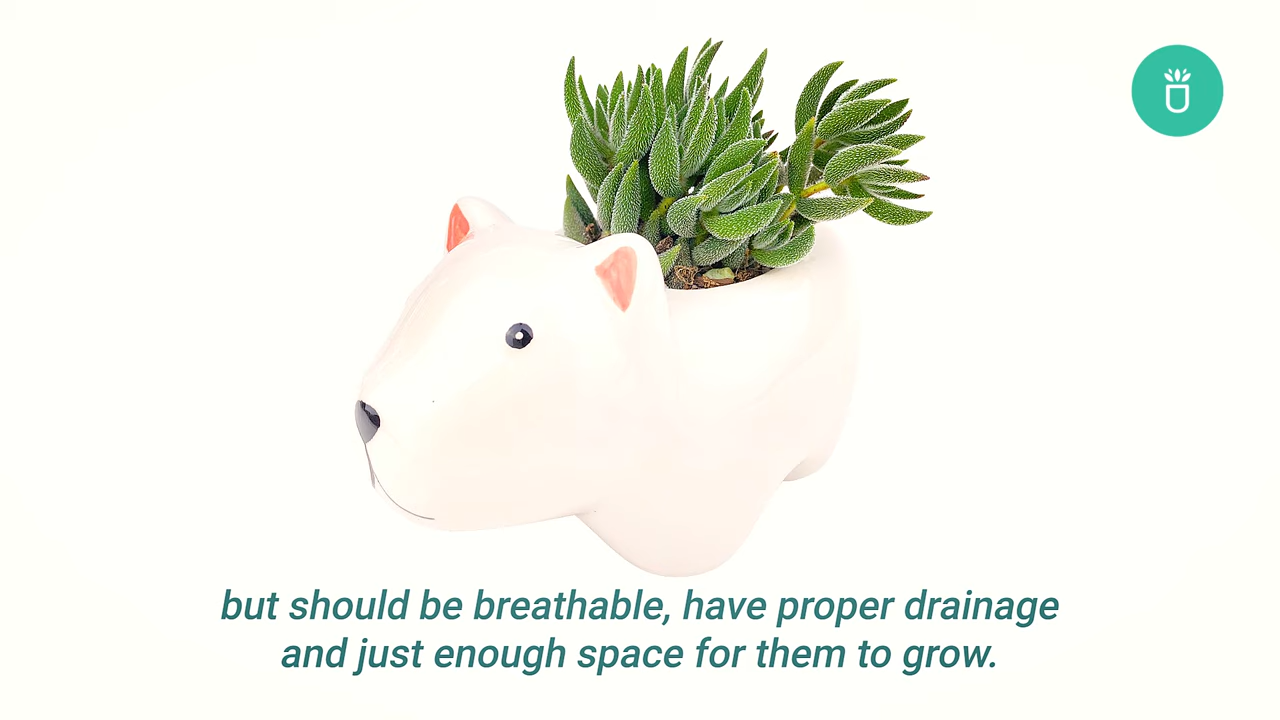 but should be breathable, have proper drainage
and just enough space for them to grow.